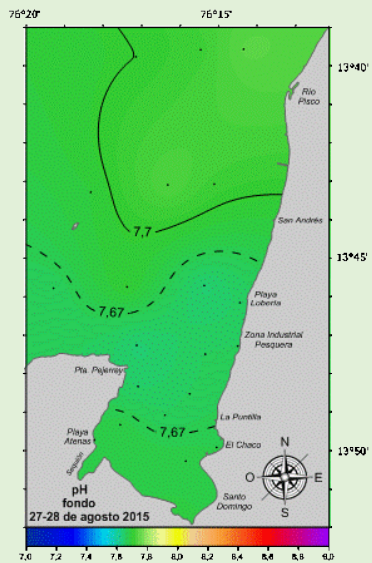 76°20' 76°15'
13°40'
Río
Pisco
San Andrés
7,7
13°45'
Playa
Lobería
7,67
Zona Industrial
Pesquera
Pta. Pejerrey
La Puntilla
7,67
Playa
Atenas
El Chaco
13°50'
Sequión
N
O E
S
Santo
Domingo
pH
fondo
27-28 de agosto 2015
7,0 7,2 7,4 7,6 7,8 8,0 8,2 8,4 8,6 8,8 9,0